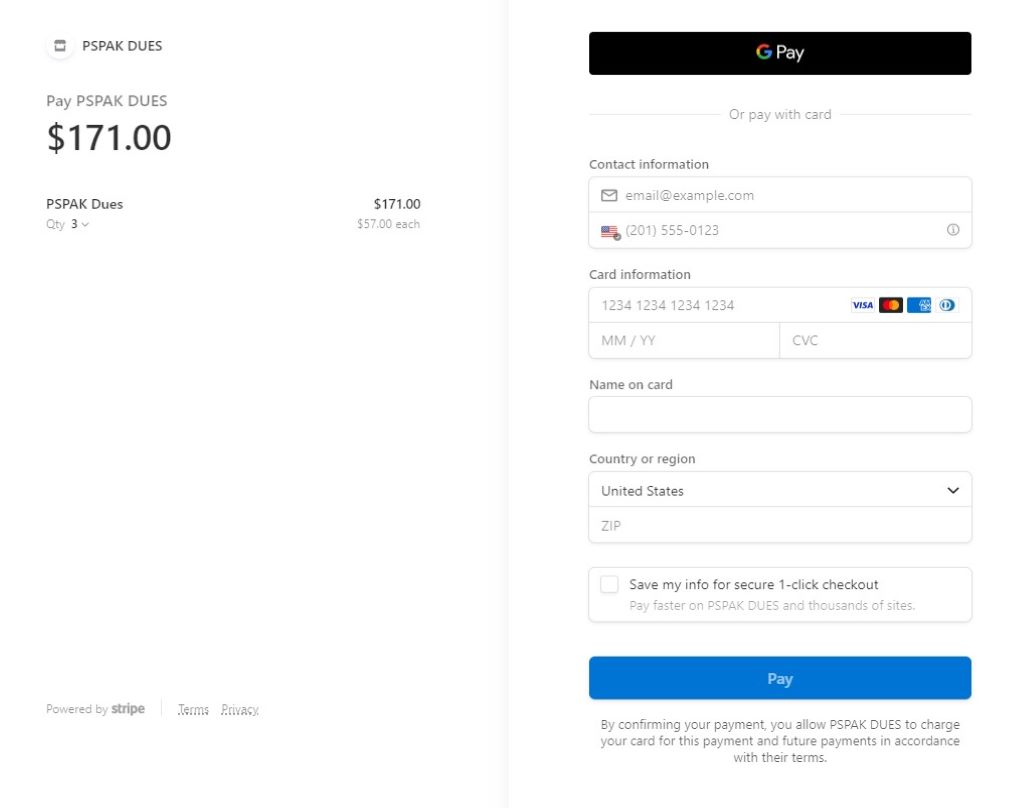 PSPAK DUES
Pay PSPAK DUES
$171.00
PSPAK Dues $171.00
Qty 3 $57.00 each
Powered by stripe Terms Privacy
G Pay
Or pay with card
Contact information
email@example.com
(201) 555-0123
Card information
1234 1234 1234 1234 VISA
MM / YY CVC
Name on card
Country or region
United States
ZIP
Save my info for secure 1-click checkout
Pay faster on PSPAK DUES and thousands of sites.
Pay
By confirming your payment, you allow PSPAK DUES to charge
your card for this payment and future payments in accordance
with their terms.